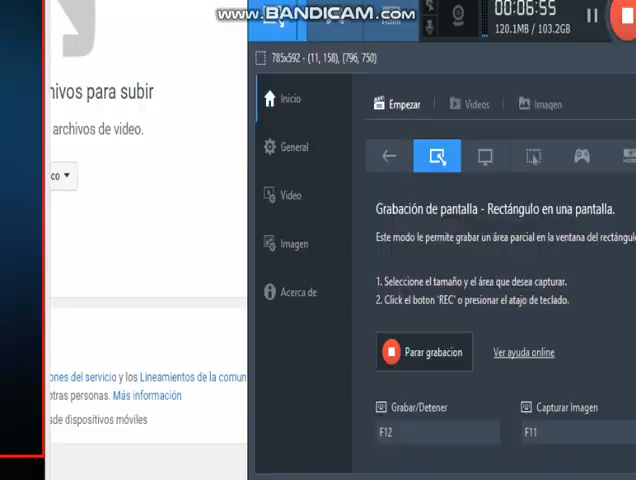 www.BANDICAM.com
00:06:55
120.1MB / 103.2GB
785x592 - (11, 158), (796, 750)
hivos para subir
archivos de video.
co
ones del servicio y los Lineamientos de la comun
otras personas. Más información
sde dispositivos móviles
Inicio
General
Video
Imagen
Acerca de
Empezar
Videos
Imagen
Grabación de pantalla - Rectángulo en una pantalla.
Este modo le permite grabar un área parcial en la ventana del rectángulo
1. Seleccione el tamaño y el área que desea capturar.
2. Click el boton 'REC' o presionar el atajo de teclado.
Parar grabacion
Ver ayuda online
Grabar/Detener
Capturar Imagen
F12
F11